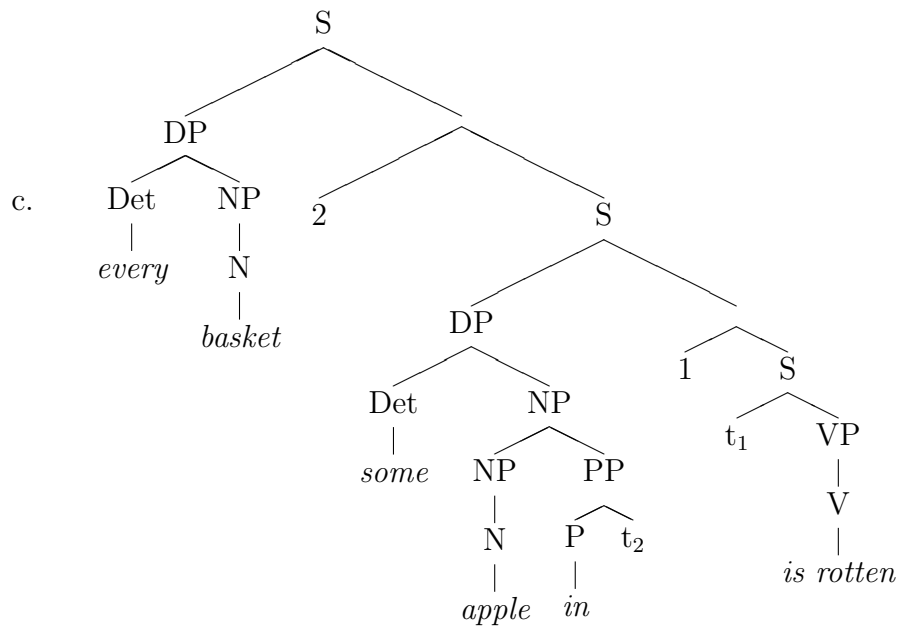 S
DP
c. Det NP 2 S
every N
basket DP 1 S
Det NP t₁ VP
some NP PP V
N P t₂ is rotten
apple in